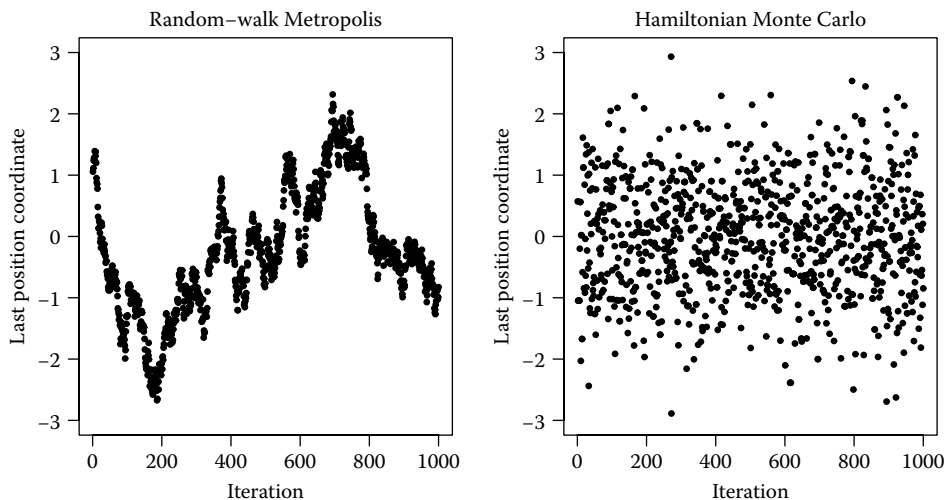 Random−walk Metropolis
Last position coordinate
3
2
1
0
−1
−2
−3
0 200 400 600 800 1000
Iteration
Hamiltonian Monte Carlo
Last position coordinate
3
2
1
0
−1
−2
−3
0 200 400 600 800 1000
Iteration